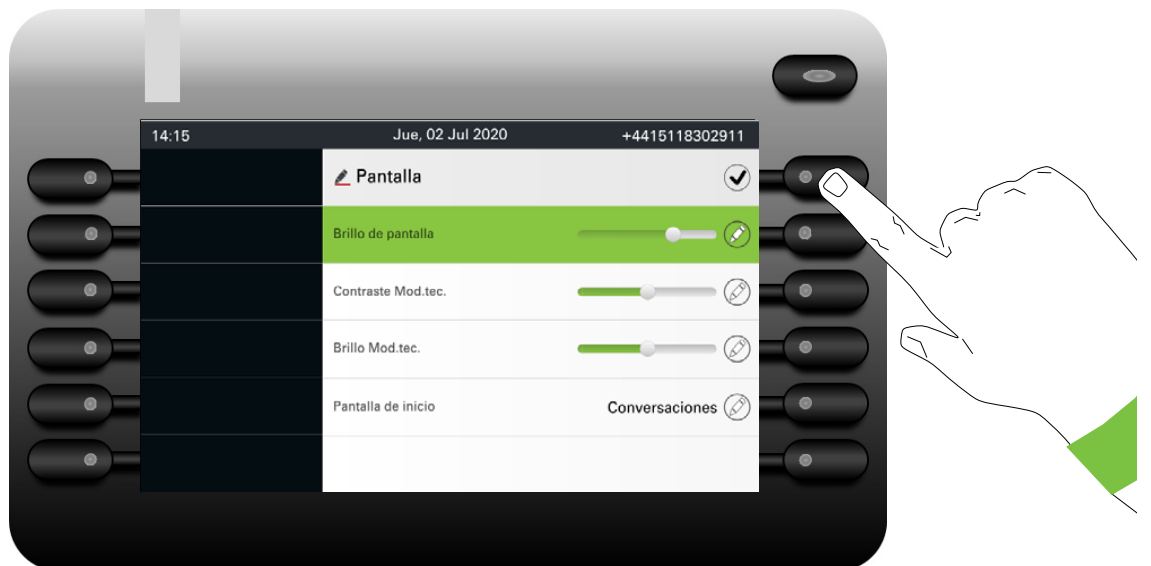 14:15 Jue, 02 Jul 2020 +4415118302911
Pantalla
Brillo de pantalla
Contraste Mod.tec.
Brillo Mod.tec.
Pantalla de inicio Conversaciones